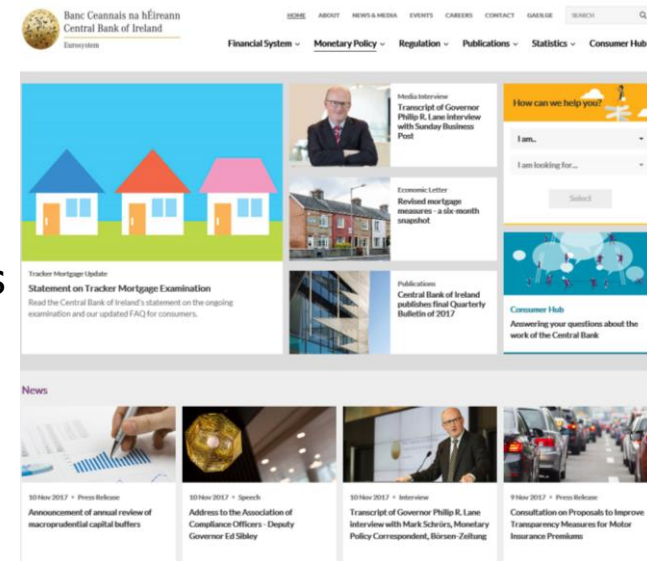 Banc Ceannais na hÉireann
Central Bank of Ireland
Eurosystem
HOME ABOUT NEWS & MEDIA EVENTS CAREERS CONTACT GAEILGE SEARCH
Financial System Monetary Policy Regulation Publications Statistics Consumer Hub
Tracker Mortgage Update
Statement on Tracker Mortgage Examination
Read the Central Bank of Ireland's statement on the ongoing
examination and our updated FAQ for consumers.
Media Interview
Transcript of Governor
Philip R. Lane interview
with Sunday Business
Post
Economic Letter
Revised mortgage
measures - a six-month
snapshot
Publications
Central Bank of Ireland
publishes final Quarterly
Bulletin of 2017
How can we help you?
I am..
I am looking for...
Select
Consumer Hub
Answering your questions about the
work of the Central Bank
s
News
10 Nov 2017 • Press Release
Announcement of annual review of
macroprudential capital buffers
10 Nov 2017 • Speech
Address to the Association of
Compliance Officers - Deputy
Governor Ed Sibley
10 Nov 2017 • Interview
Transcript of Governor Philip R. Lane
interview with Mark Schrörs, Monetary
Policy Correspondent, Börsen-Zeitung
9 Nov 2017 • Press Release
Consultation on Proposals to Improve
Transparency Measures for Motor
Insurance Premiums